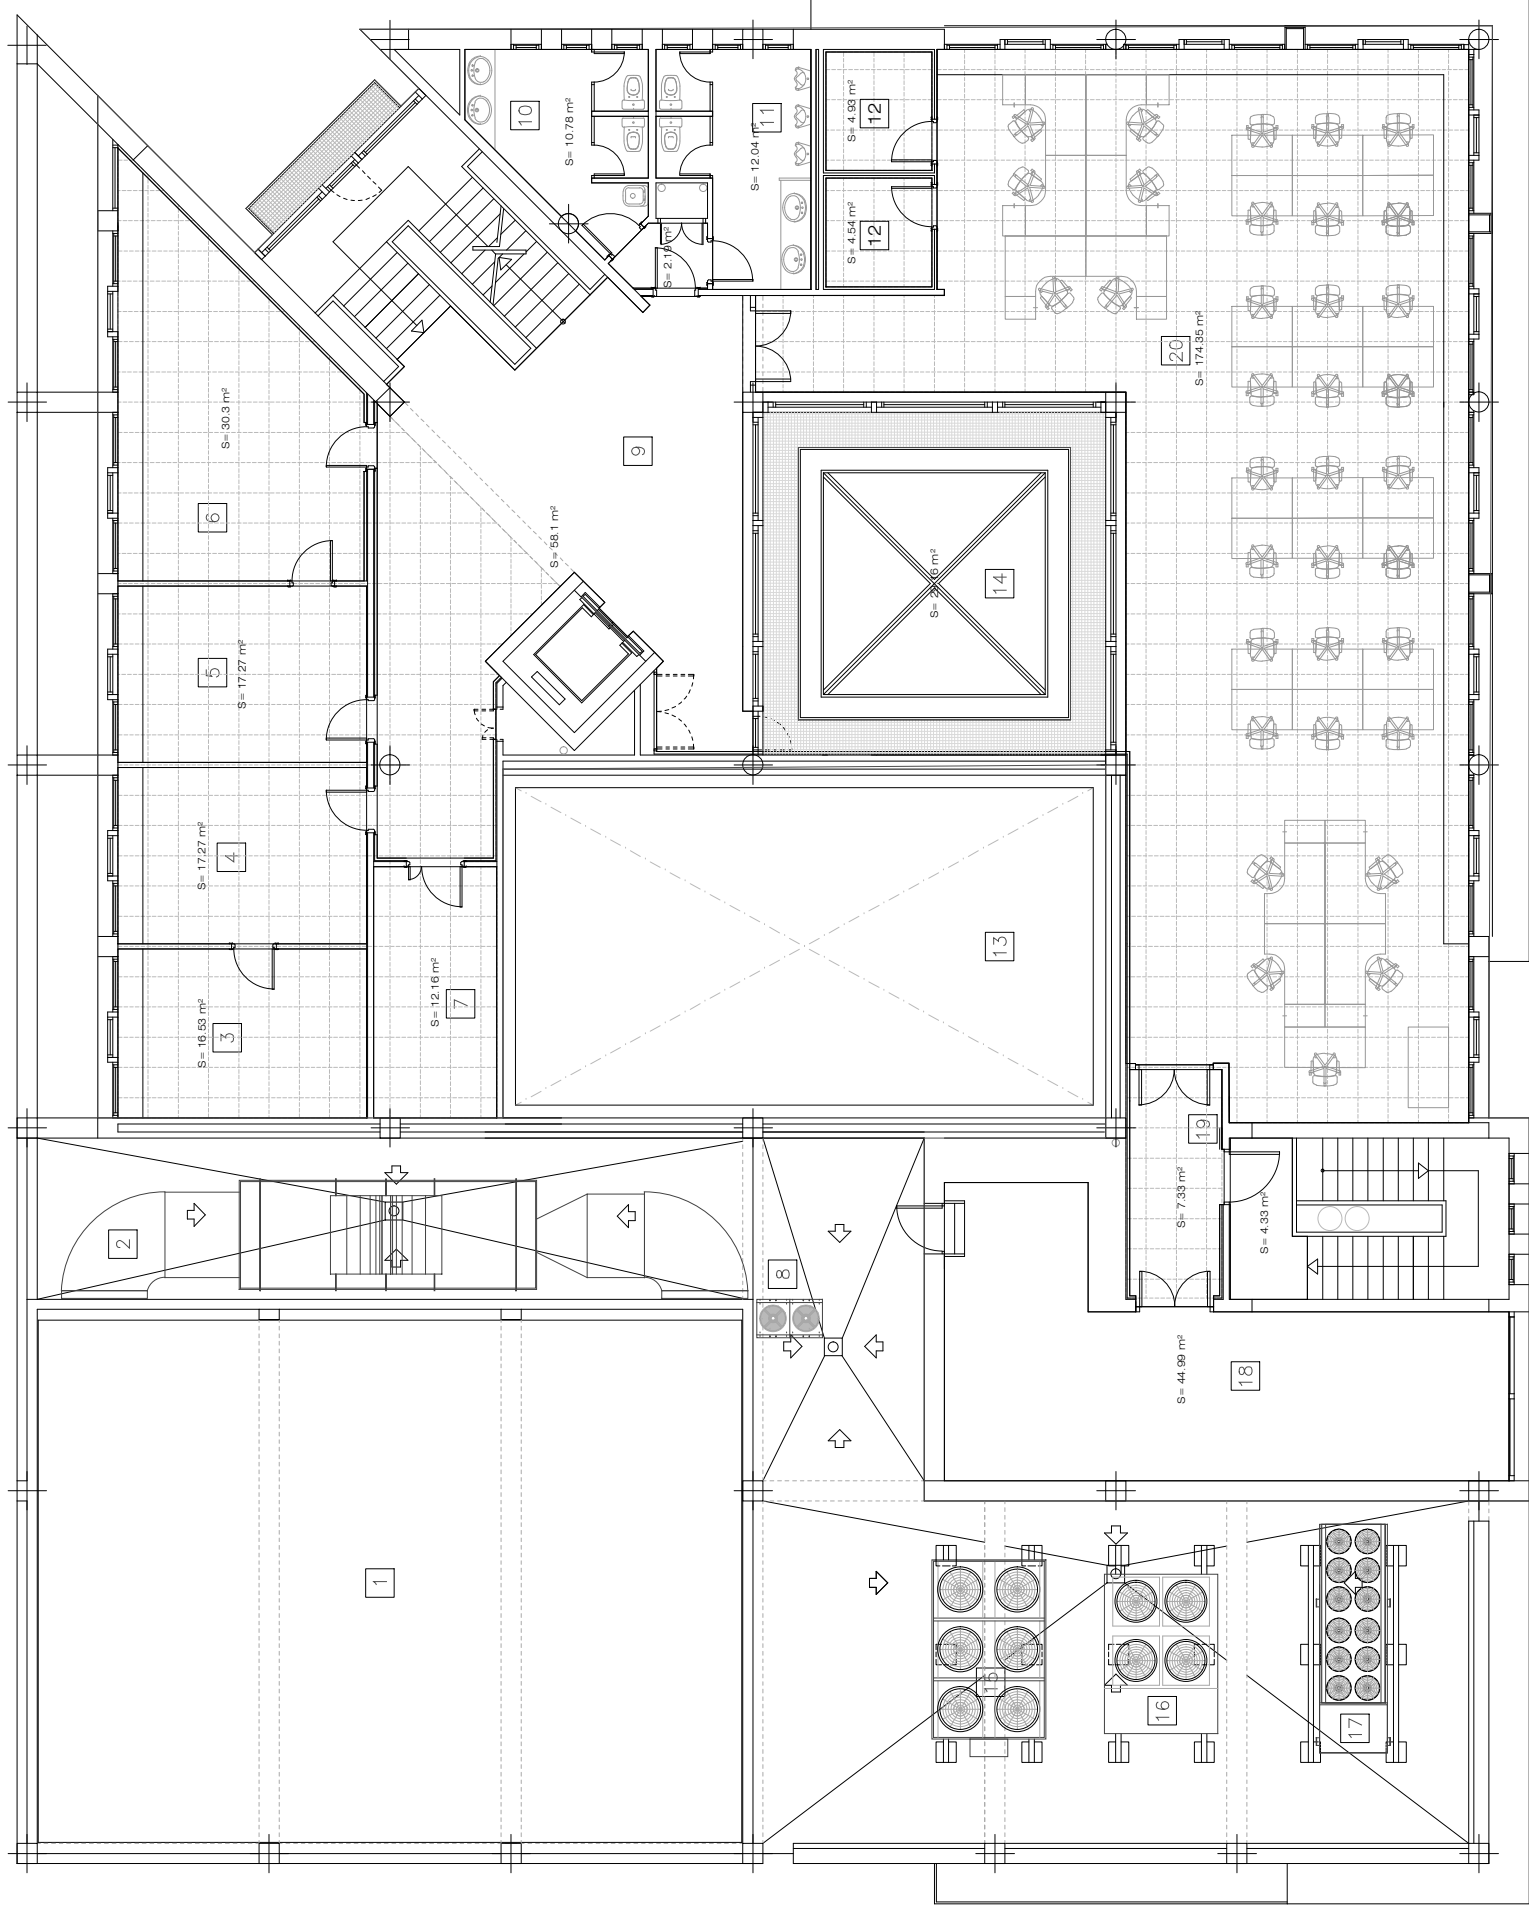 1
2
3
S= 16.53 m²
4
S= 17.27 m²
5
S= 17.27 m²
6
S= 30.3 m²
7
S= 12.16 m²
8
9
S= 58.1 m²
10
S= 10.78 m²
S= 2.19 m²
11
S= 12.04 m²
12
S= 4.54 m²
12
S= 4.93 m²
13
14
S= m²
15
16
17
18
S= 44.99 m²
19
S= 7.33 m²
S= 4.33 m²
20
S= 174.35 m²